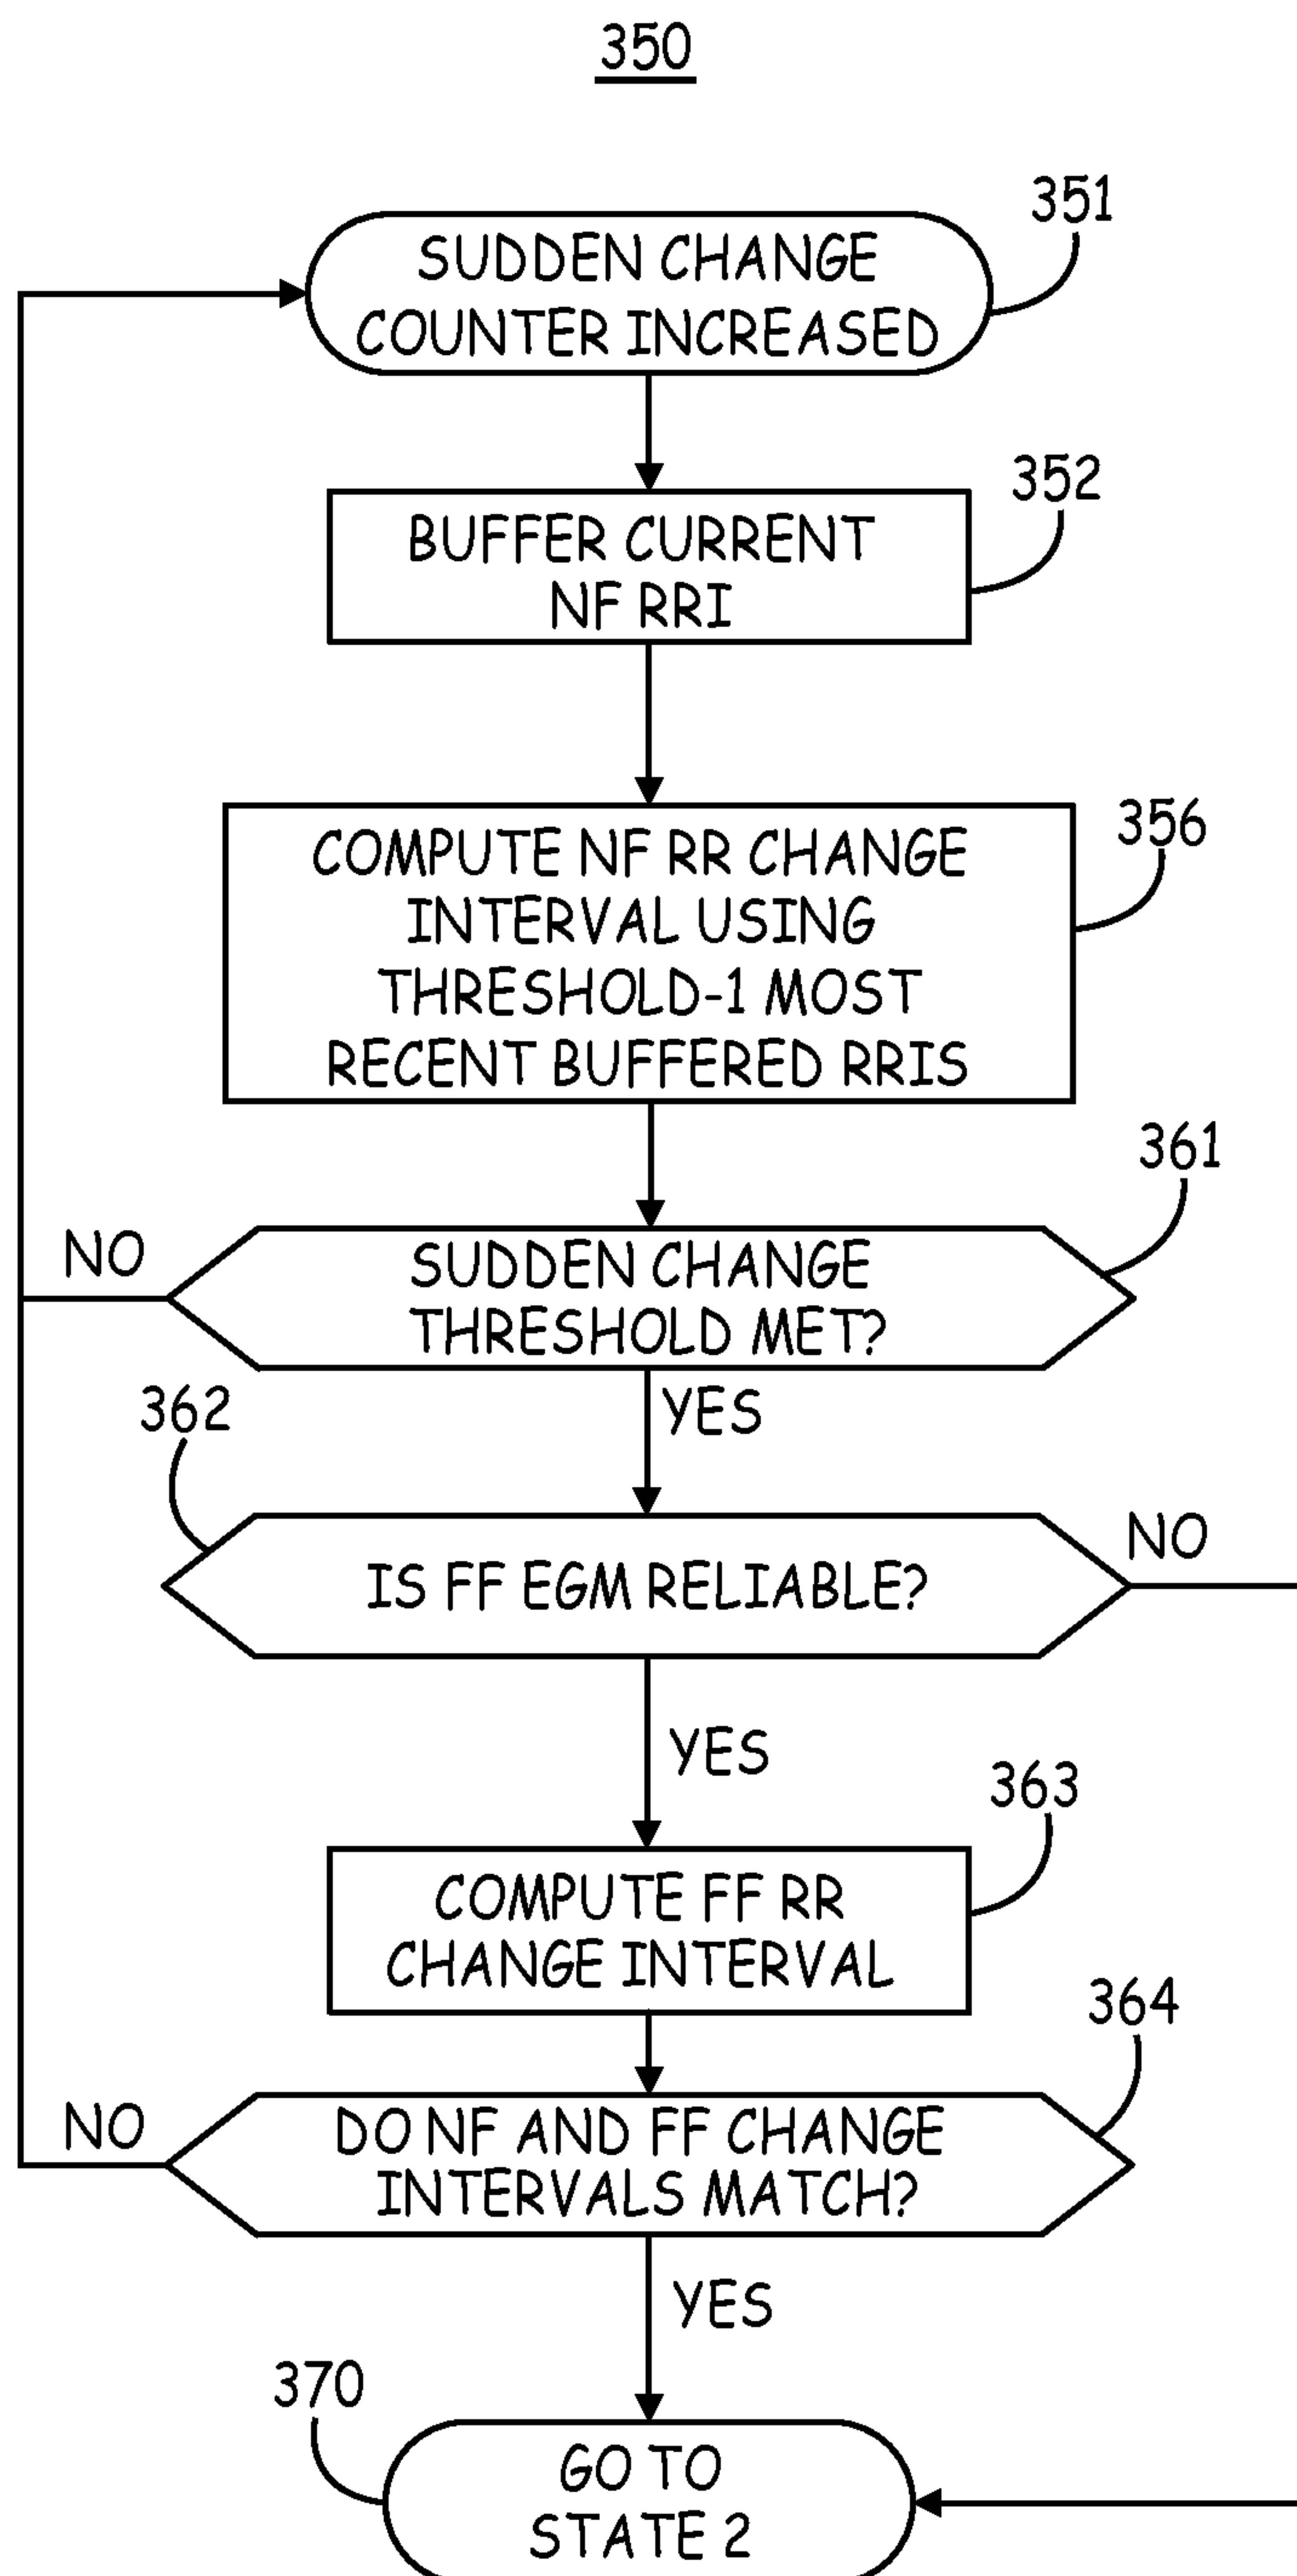 350
351
SUDDEN CHANGE
COUNTER INCREASED
352
BUFFER CURRENT
NF RRI
356
COMPUTE NF RR CHANGE
INTERVAL USING
THRESHOLD-1 MOST
RECENT BUFFERED RRIS
361
NO
SUDDEN CHANGE
THRESHOLD MET?
362
YES
NO
IS FF EGM RELIABLE?
YES
363
COMPUTE FF RR
CHANGE INTERVAL
364
NO
DO NF AND FF CHANGE
INTERVALS MATCH?
YES
370
GO TO
STATE 2